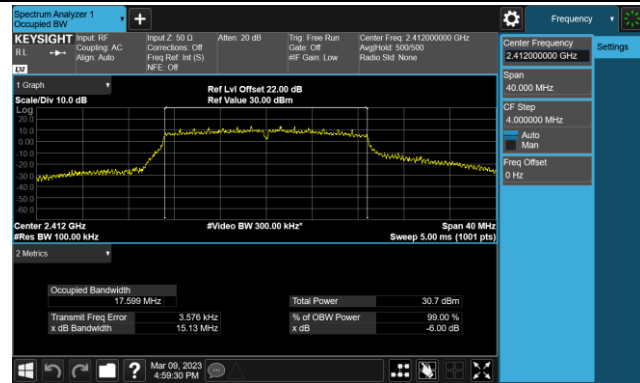 Spectrum Analyzer 1
Occupied BW
Frequency
KEYSIGHT
Input: RF
Input Z: 50 Ω
Atten: 20 dB
Trig: Free Run
Center Freq: 2.412000000 GHz
RL
Coupling: AC
Corrections: Off
Gate: Off
Avg|Hold: 500/500
Align: Auto
Freq Ref: Int (S)
#IF Gain: Low
Radio Std: None
NFE: Off
LXI
Center Frequency
2.412000000 GHz
Settings
Span
40.000 MHz
CF Step
4.000000 MHz
Auto
Man
Freq Offset
0 Hz
1 Graph
Ref Lvl Offset 22.00 dB
Scale/Div 10.0 dB
Ref Value 30.00 dBm
Log
20.0
10.0
0.00
-10.0
-20.0
-30.0
-40.0
-50.0
-60.0
Center 2.412 GHz
#Video BW 300.00 kHz*
Span 40 MHz
#Res BW 100.00 kHz
Sweep 5.00 ms (1001 pts)
2 Metrics
Occupied Bandwidth
17.599 MHz
Total Power
30.7 dBm
Transmit Freq Error
3.576 kHz
% of OBW Power
99.00 %
x dB Bandwidth
15.13 MHz
x dB
-6.00 dB
?
Mar 09, 2023
4:59:30 PM